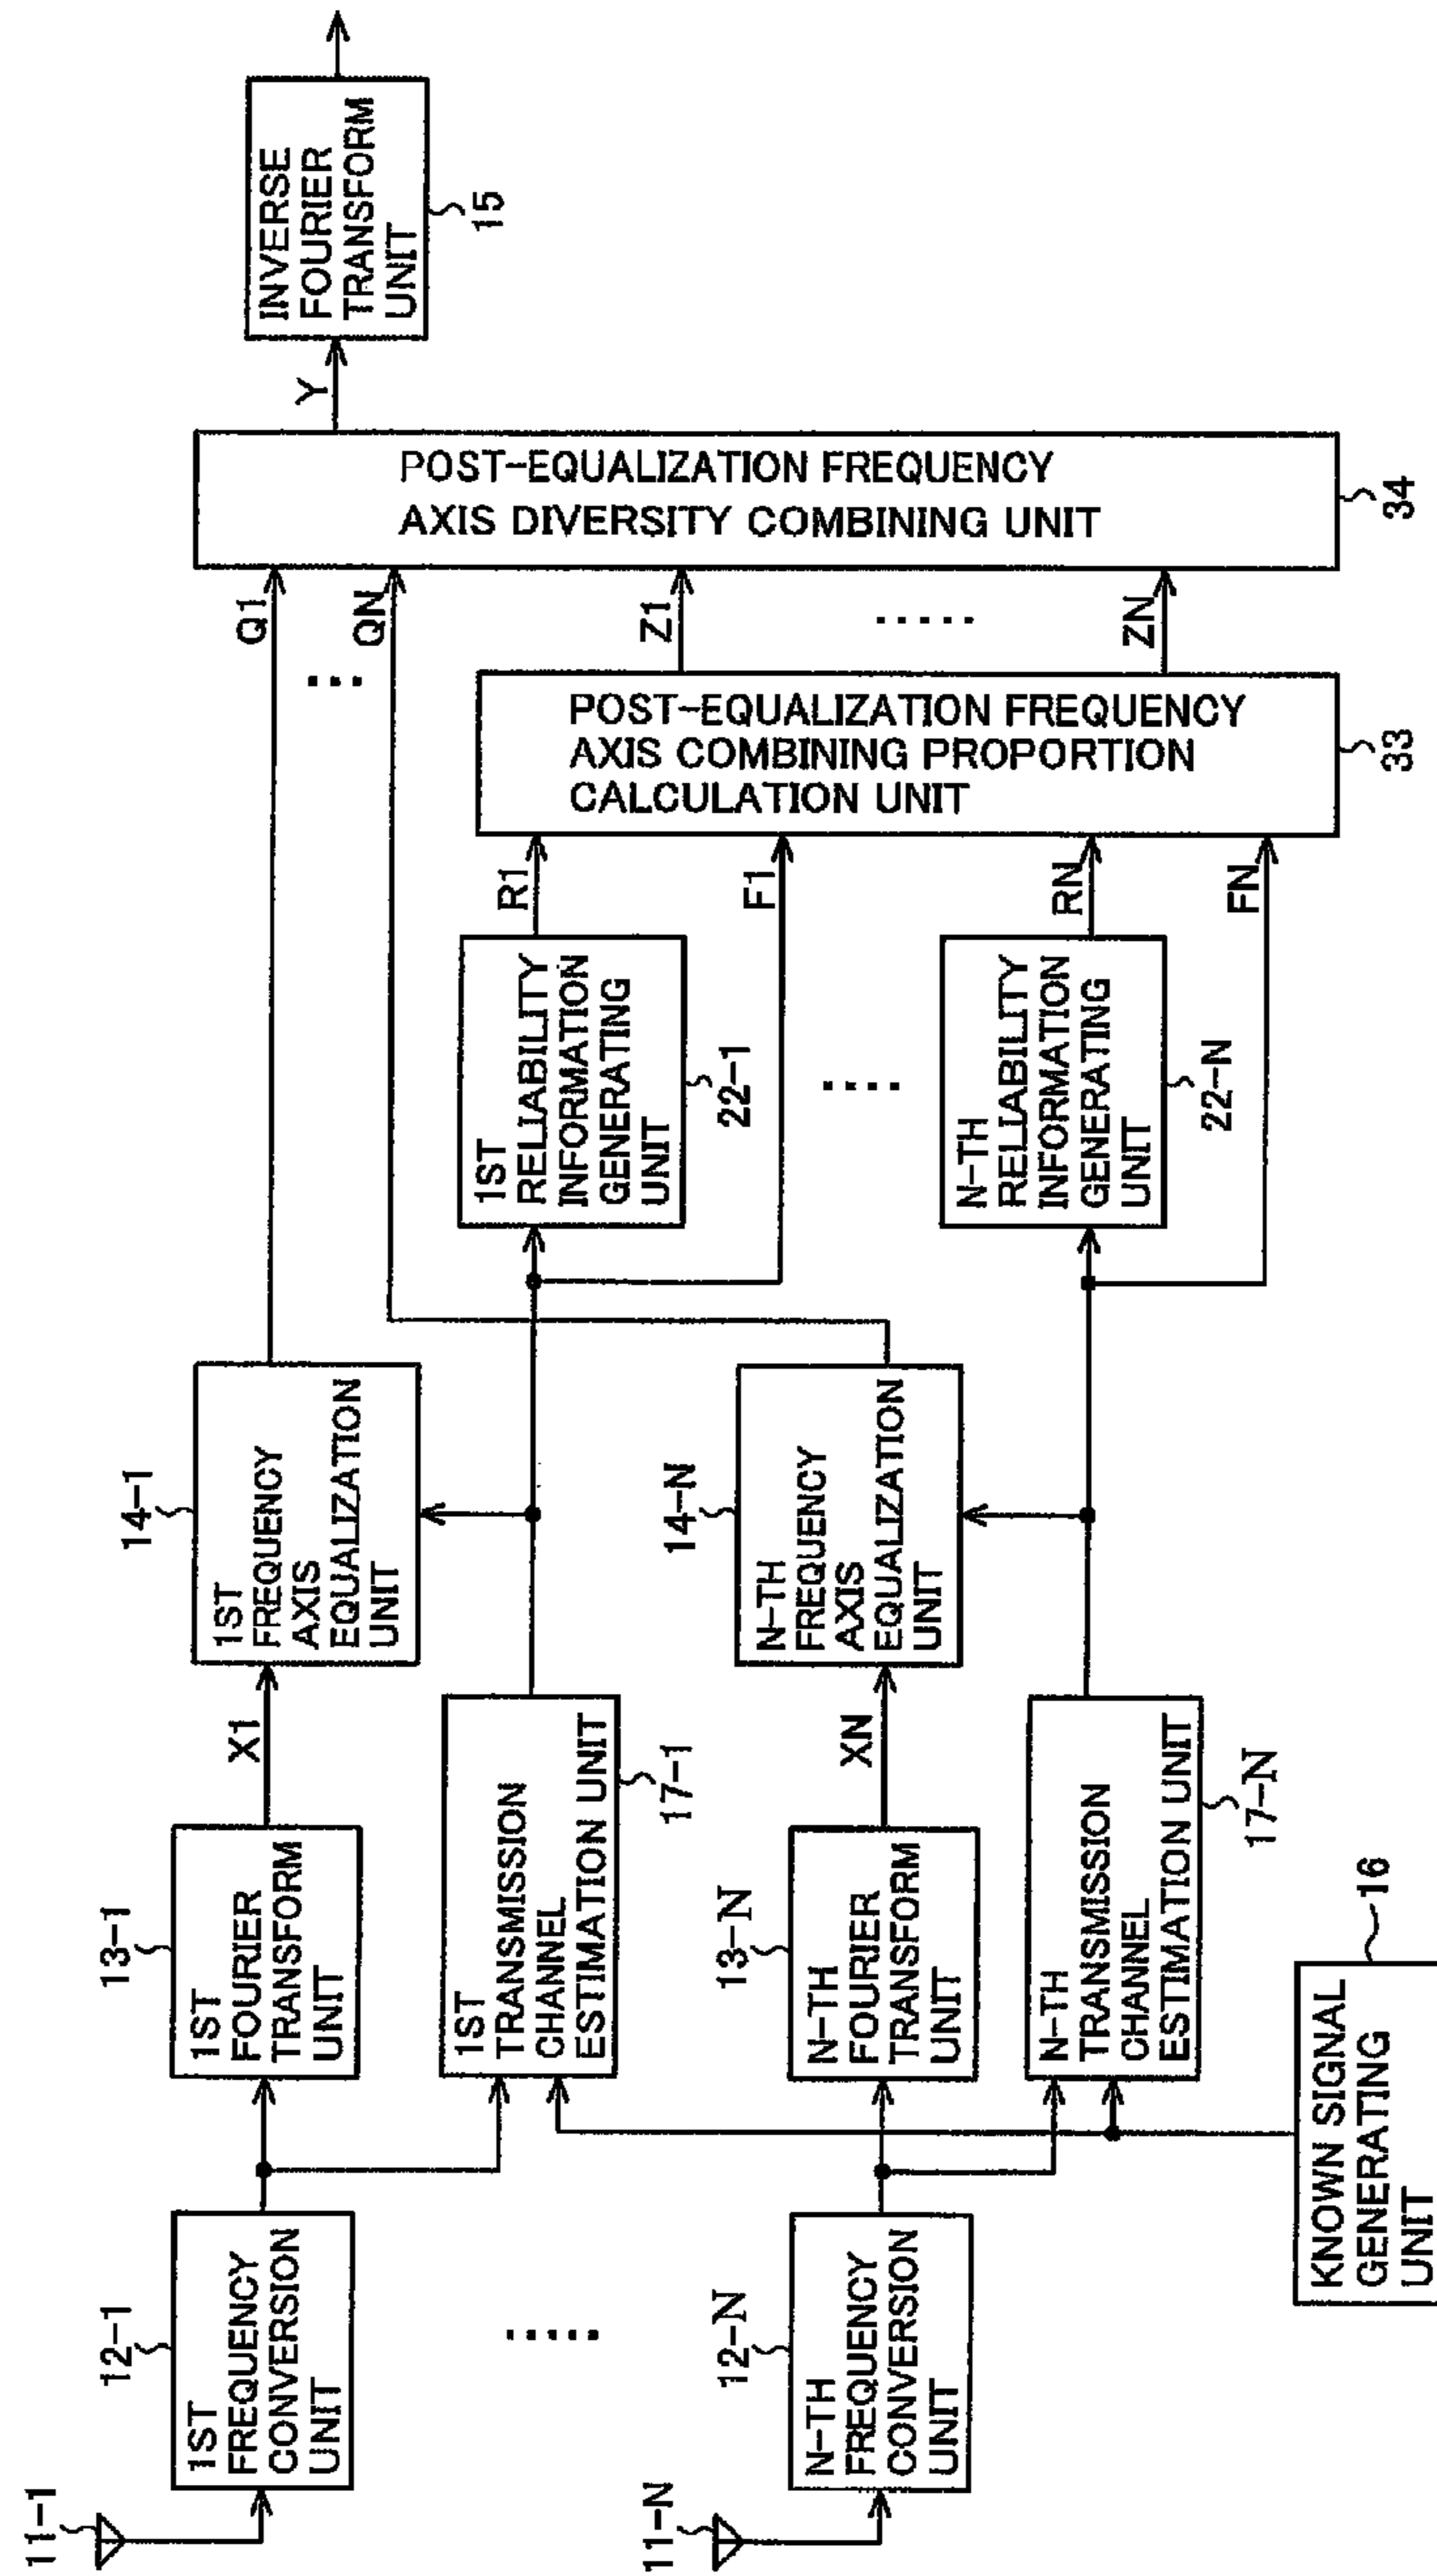 11-1
12-1
1ST
FREQUENCY
CONVERSION
UNIT
13-1
1ST
FOURIER
TRANSFORM
UNIT
X1
14-1
1ST
FREQUENCY
AXIS
EQUALIZATION
UNIT
Q1
QN
...
1ST
TRANSMISSION
CHANNEL
ESTIMATION UNIT
17-1
1ST
RELIABILITY
INFORMATION
GENERATING
UNIT
22-1
R1
F1
.....
....
11-N
12-N
N-TH
FREQUENCY
CONVERSION
UNIT
13-N
N-TH
FOURIER
TRANSFORM
UNIT
XN
14-N
N-TH
FREQUENCY
AXIS
EQUALIZATION
UNIT
N-TH
TRANSMISSION
CHANNEL
ESTIMATION UNIT
17-N
N-TH
RELIABILITY
INFORMATION
GENERATING
UNIT
22-N
RN
FN
KNOWN SIGNAL
GENERATING
UNIT
16
POST-EQUALIZATION FREQUENCY
AXIS COMBINING PROPORTION
CALCULATION UNIT
33
Z1
.....
ZN
POST-EQUALIZATION FREQUENCY
AXIS DIVERSITY COMBINING UNIT
34
Y
INVERSE
FOURIER
TRANSFORM
UNIT
15